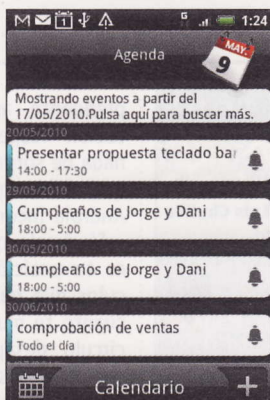 1 G 1:24
Agenda
MAY.
9
Mostrando eventos a partir del
17/05/2010.Pulsa aquí para buscar más.
20/05/2010
Presentar propuesta teclado
14:00 - 17:30
29/05/2010
Cumpleaños de Jorge y Dani
18:00 - 5:00
30/05/2010
Cumpleaños de Jorge y Dani
18:00 - 5:00
30/06/2010
comprobación de ventas
Todo el día
Calendario